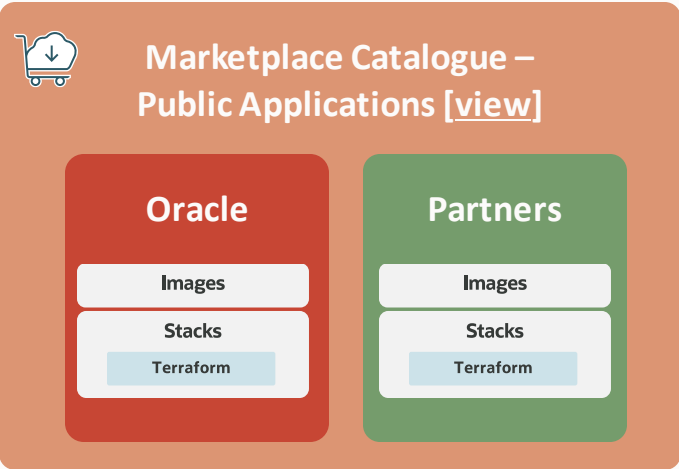 Marketplace Catalogue –
Public Applications [view]
Oracle
Images
Stacks
Terraform
Partners
Images
Stacks
Terraform